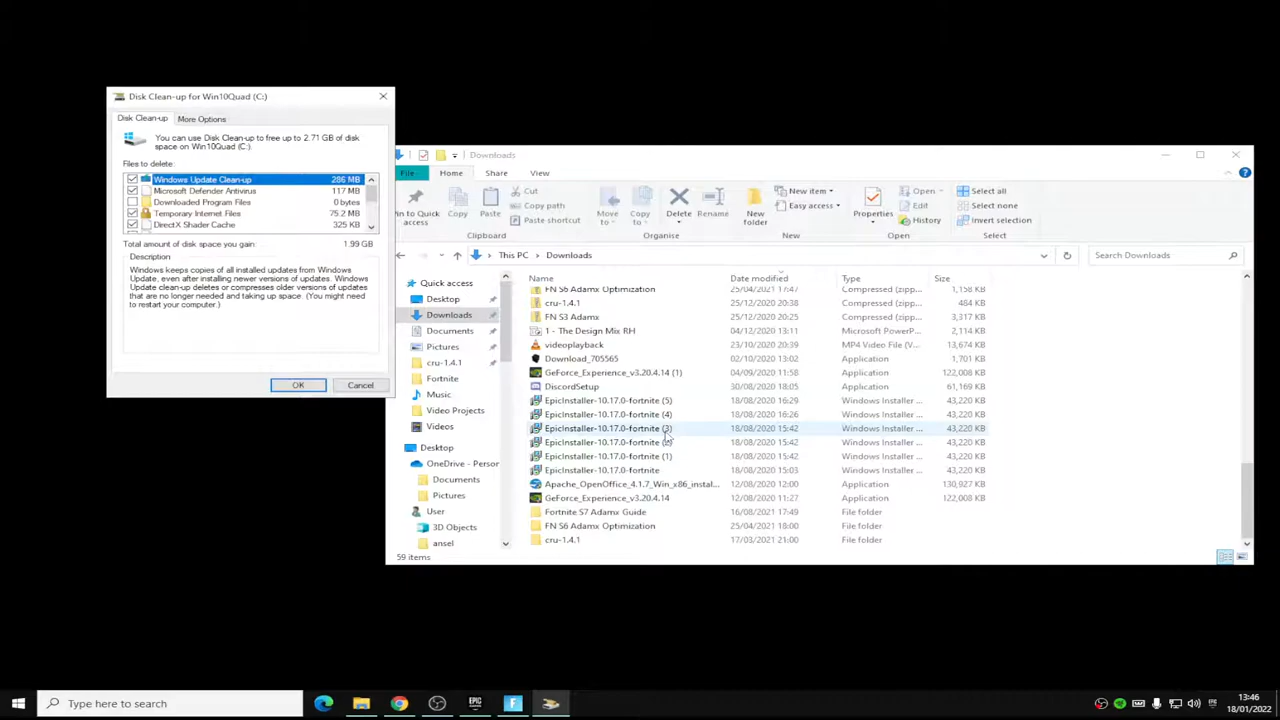 Disk Clean-up for Win10Quad (C:)
Disk Clean-up
More Options
You can use Disk Clean-up to free up to 2.71 GB of disk
space on Win10Quad (C:).
Files to delete:
Windows Update Clean-up 286 MB
Microsoft Defender Antivirus 117 MB
Downloaded Program Files 0 bytes
Temporary Internet Files 75.2 MB
DirectX Shader Cache 325 KB
Total amount of disk space you gain: 1.99 GB
Description
Windows keeps copies of all installed updates from Windows
Update, even after installing newer versions of updates. Windows
Update clean-up deletes or compresses older versions of updates
that are no longer needed and taking up space. (You might need
to restart your computer.)
OK
Cancel
Downloads
File
Home
Share
View
Pin to Quick
access
Copy
Paste
Cut
Copy path
Paste shortcut
Clipboard
Move
to
Copy
to
Delete
Rename
Organise
New
folder
New item
Easy access
New
Properties
Open
Edit
History
Open
Select all
Select none
Invert selection
Select
This PC
Downloads
Search Downloads
Name
Date modified
Type
Size
Quick access
Desktop
Downloads
Documents
Pictures
cru-1.4.1
Fortnite
Music
Video Projects
Videos
Desktop
OneDrive - Person
Documents
Pictures
User
3D Objects
ansel
FN S5 Adamx Optimization 25/04/2021 17:47 Compressed (zipp... 1,158 KB
cru-1.4.1 25/12/2020 20:38 Compressed (zipp... 484 KB
FN S3 Adamx 25/12/2020 20:25 Compressed (zipp... 3,317 KB
1 - The Design Mix RH 04/12/2020 13:11 Microsoft PowerP... 2,114 KB
videoplayback 23/10/2020 20:39 MP4 Video File (V... 13,674 KB
Download_705565 02/10/2020 13:02 Application 1,701 KB
GeForce_Experience_v3.20.4.14 (1) 04/09/2020 11:58 Application 122,008 KB
DiscordSetup 30/08/2020 18:05 Application 61,169 KB
EpicInstaller-10.17.0-fortnite (5) 18/08/2020 16:29 Windows Installer ... 43,220 KB
EpicInstaller-10.17.0-fortnite (4) 18/08/2020 16:26 Windows Installer ... 43,220 KB
EpicInstaller-10.17.0-fortnite (3) 18/08/2020 15:42 Windows Installer ... 43,220 KB
EpicInstaller-10.17.0-fortnite (2) 18/08/2020 15:42 Windows Installer ... 43,220 KB
EpicInstaller-10.17.0-fortnite (1) 18/08/2020 15:42 Windows Installer ... 43,220 KB
EpicInstaller-10.17.0-fortnite 18/08/2020 15:03 Windows Installer ... 43,220 KB
Apache_OpenOffice_4.1.7_Win_x86_instal... 12/08/2020 12:00 Application 130,927 KB
GeForce_Experience_v3.20.4.14 12/08/2020 11:27 Application 122,008 KB
Fortnite S7 Adamx Guide 16/08/2021 17:49 File folder
FN S6 Adamx Optimization 25/04/2021 18:00 File folder
cru-1.4.1 17/03/2021 21:00 File folder
59 items
Type here to search
EPIC
13:46
18/01/2022